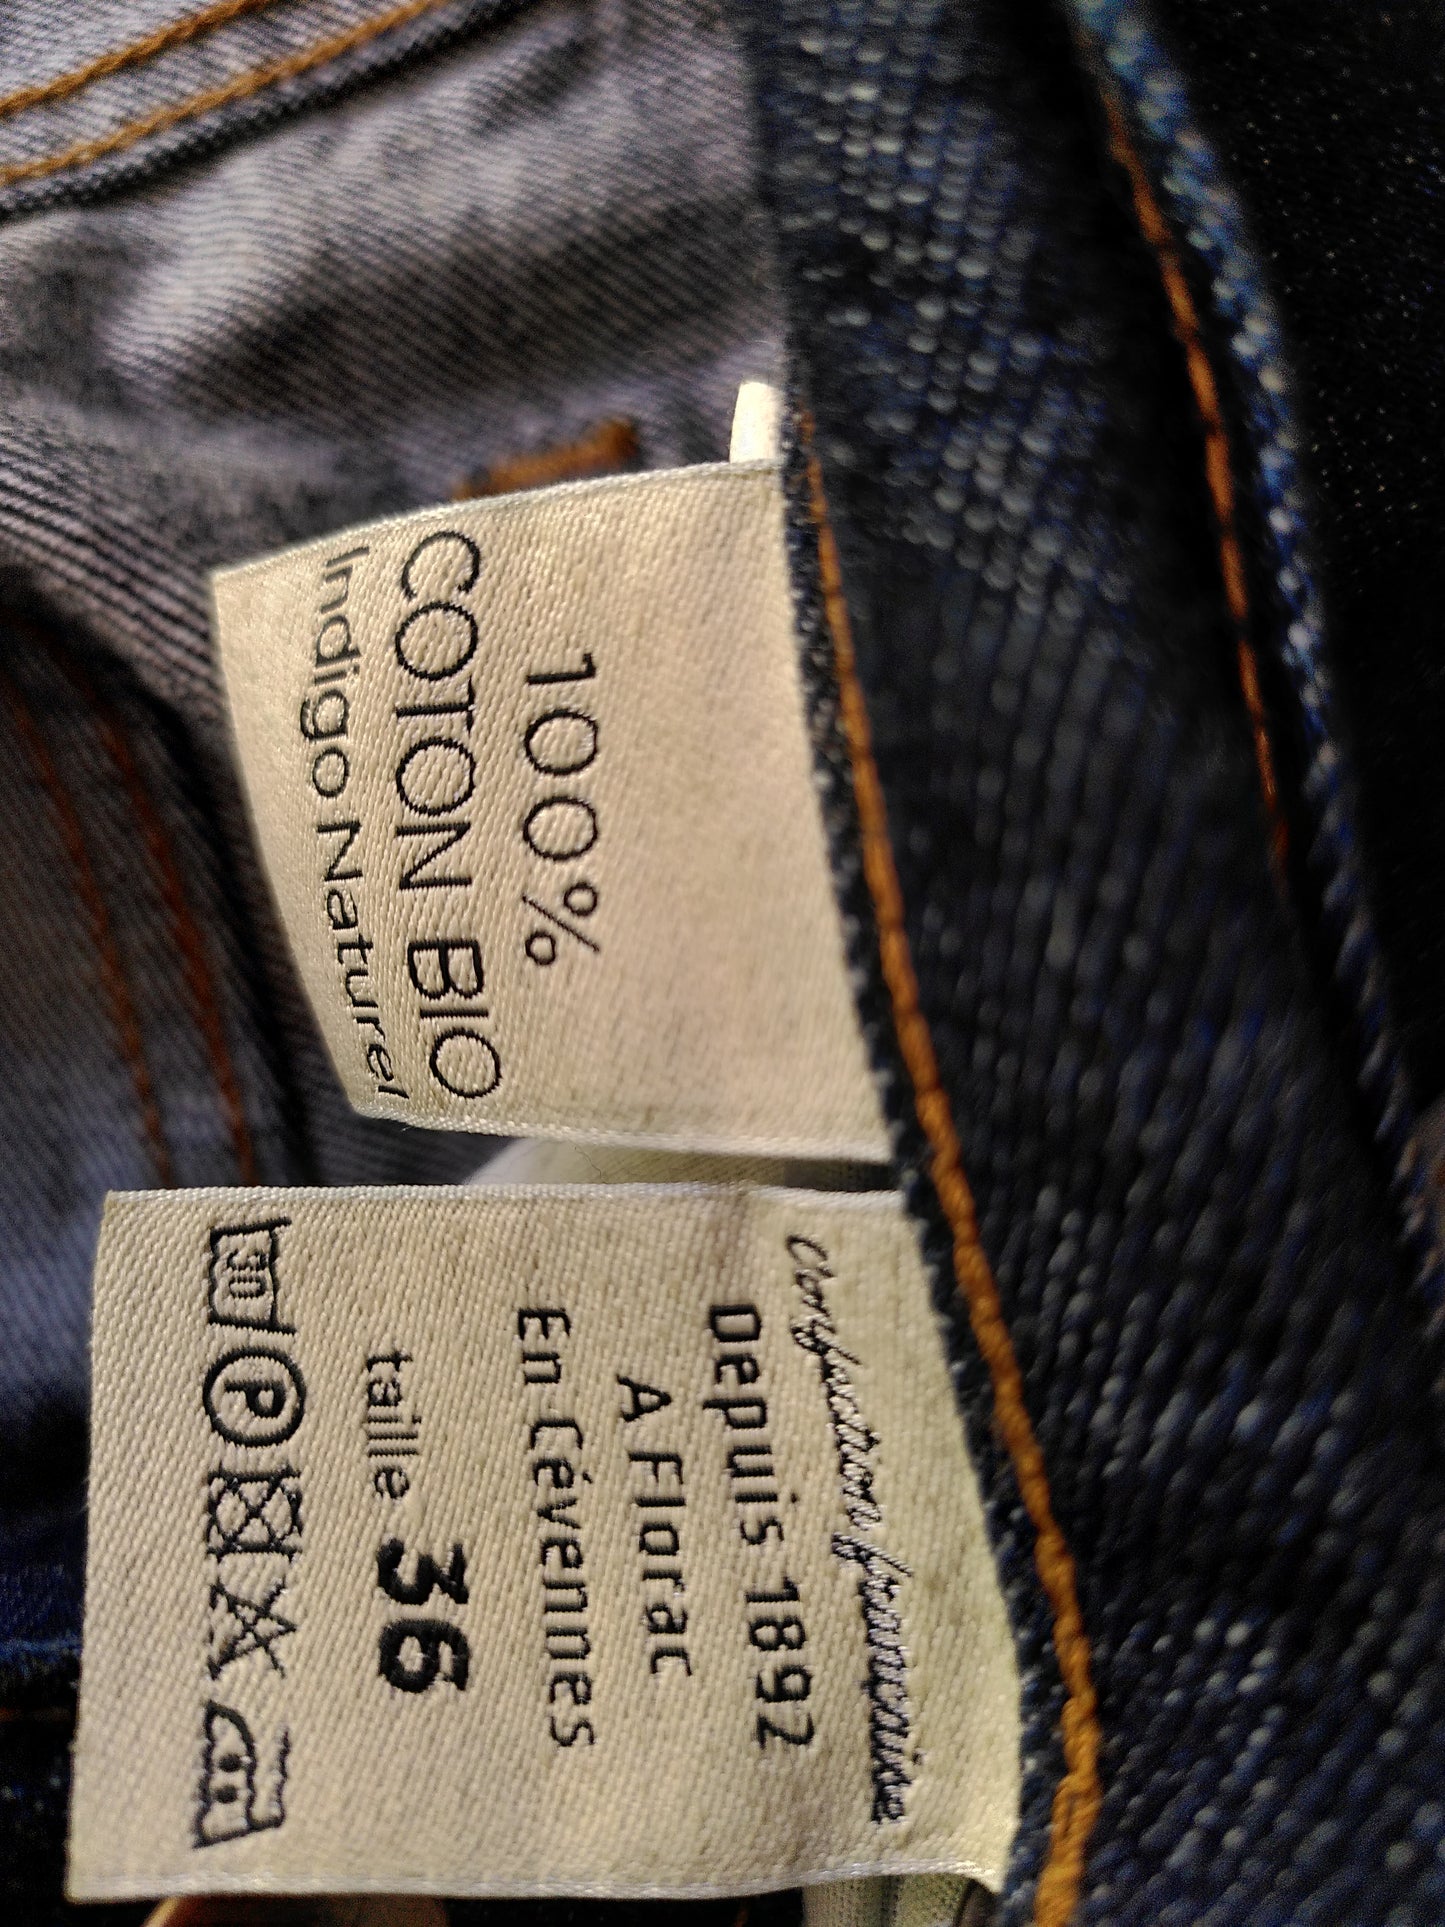 100%
COTON BIO
Indigo Naturel
Confection française
Depuis 1892
A Florac
En Cévennes
taille 36
30 P